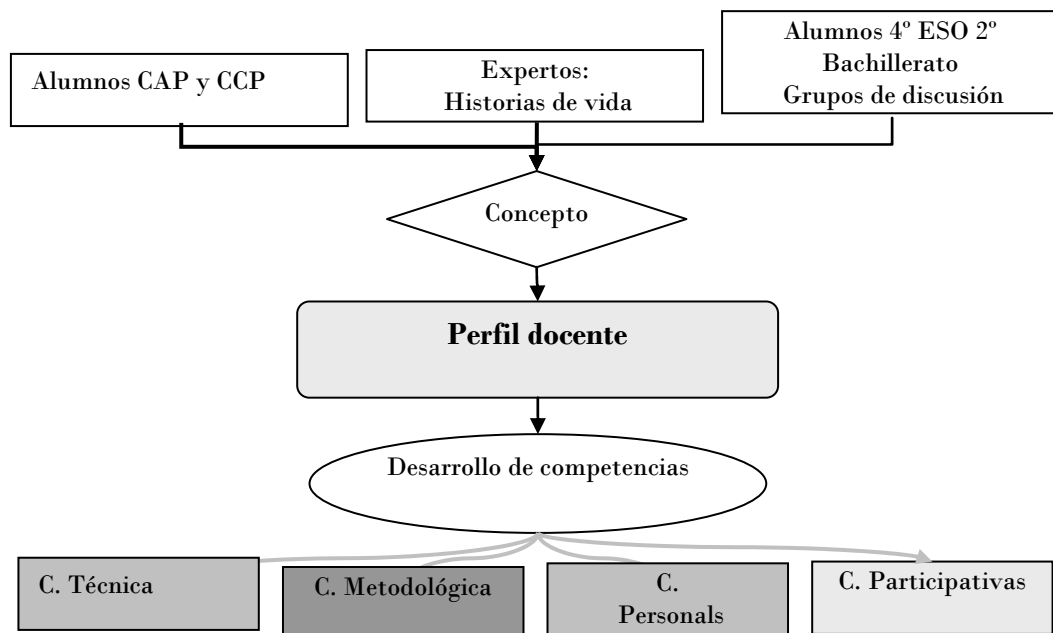 Alumnos CAP y CCP
Expertos:
Historias de vida
Alumnos 4º ESO 2º
Bachillerato
Grupos de discusión
Concepto
Perfil docente
Desarrollo de competencias
C. Técnica
C. Metodológica
C.
Personals
C. Participativas